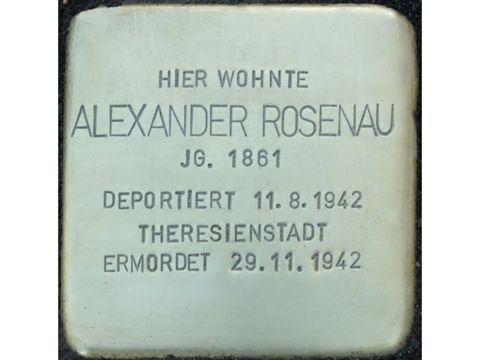 HIER WOHNTE
ALEXANDER ROSENAU
JG. 1861
DEPORTIERT 11.8.1942
THERESIENSTADT
ERMORDET 29.11.1942